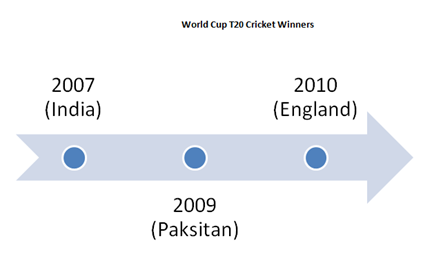 World Cup T20 Cricket Winners
2007
(India)
2009
(Paksitan)
2010
(England)